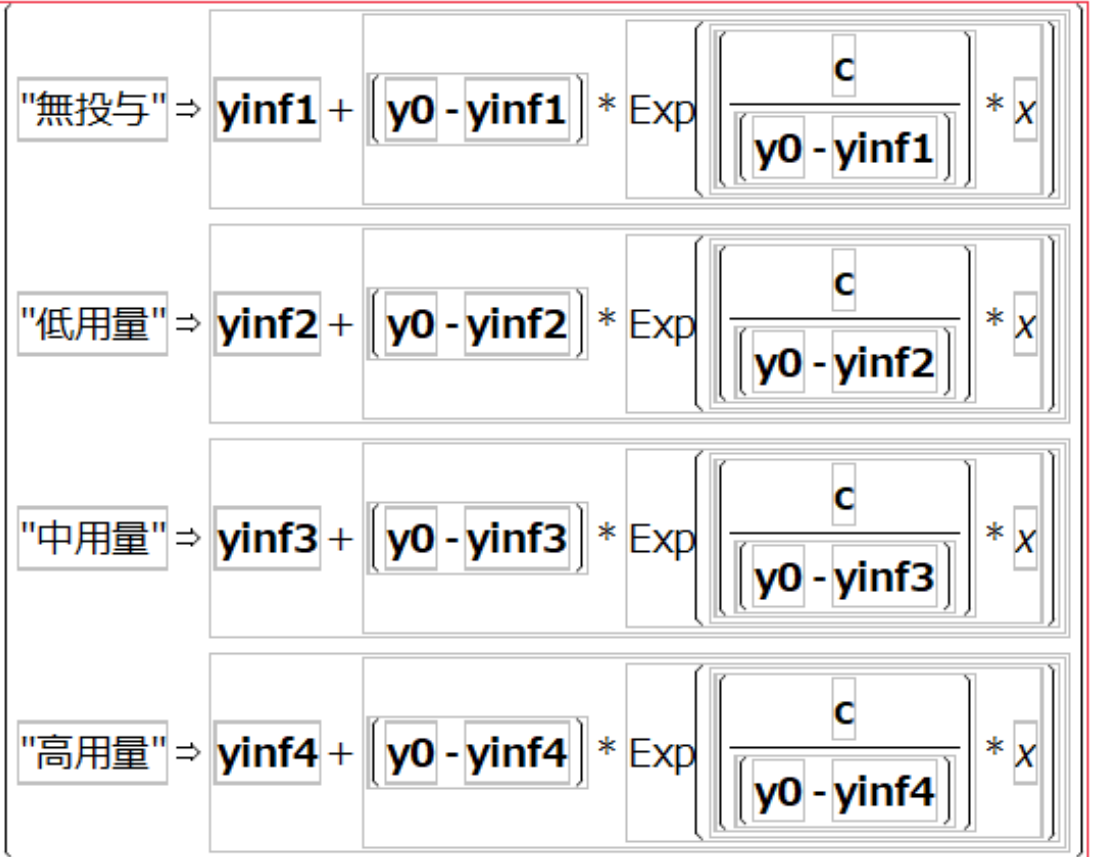 "無投与" ⇒ yinf1 + (y0 - yinf1) * Exp((c / (y0 - yinf1)) * x)
"低用量" ⇒ yinf2 + (y0 - yinf2) * Exp((c / (y0 - yinf2)) * x)
"中用量" ⇒ yinf3 + (y0 - yinf3) * Exp((c / (y0 - yinf3)) * x)
"高用量" ⇒ yinf4 + (y0 - yinf4) * Exp((c / (y0 - yinf4)) * x)